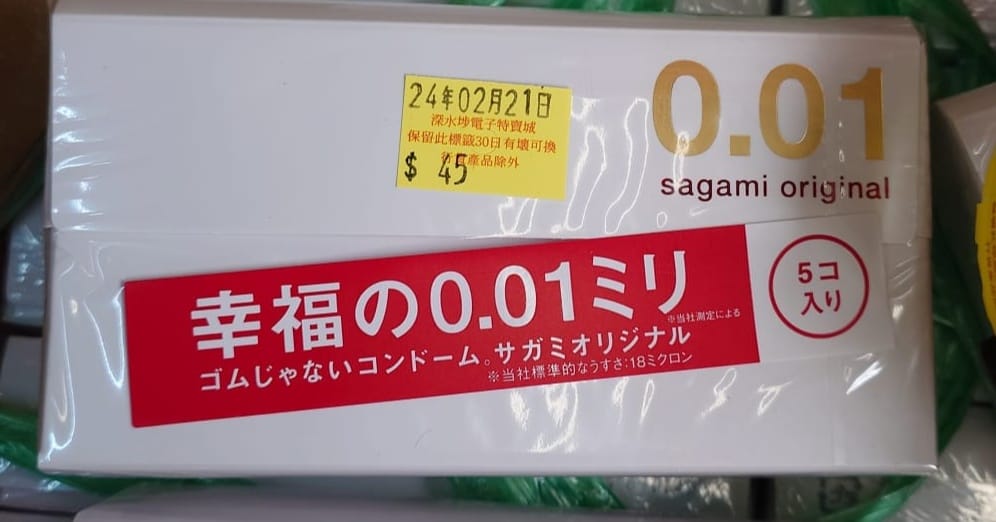 24年02月21日
深水埗電子特賣城
保留此標籤30日有壞可換
行貨產品除外
$ 45
0.01
sagami original
幸福の0.01ミリ
※当社測定による
ゴムじゃないコンドーム。サガミオリジナル
※当社標準的なうすさ:18ミクロン
5コ
入り